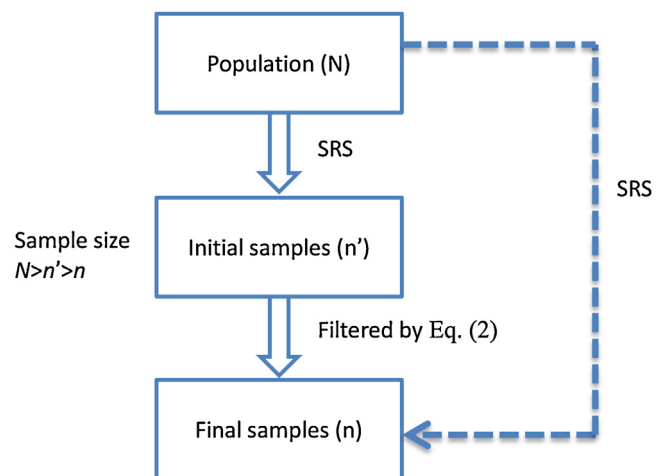 Population (N)
SRS
SRS
Sample size
N>n'>n
Initial samples (n')
Filtered by Eq. (2)
Final samples (n)